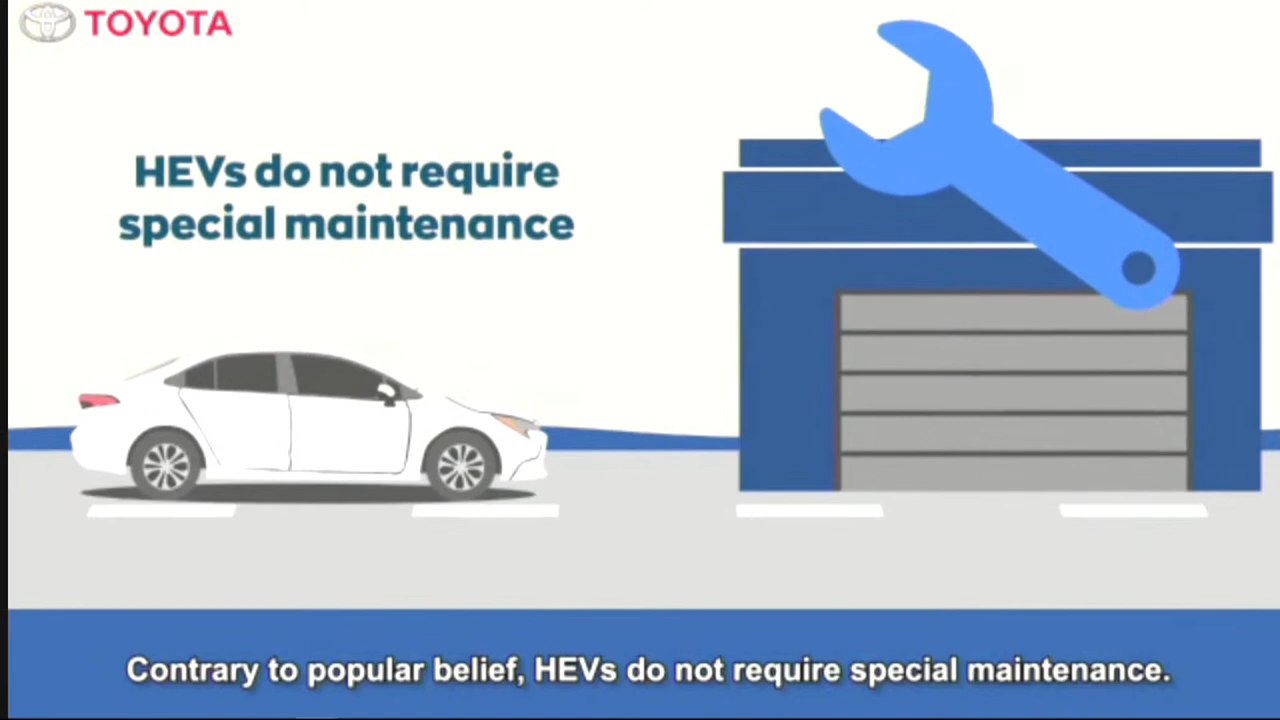 TOYOTA
HEVs do not require
special maintenance
Contrary to popular belief, HEVs do not require special maintenance.